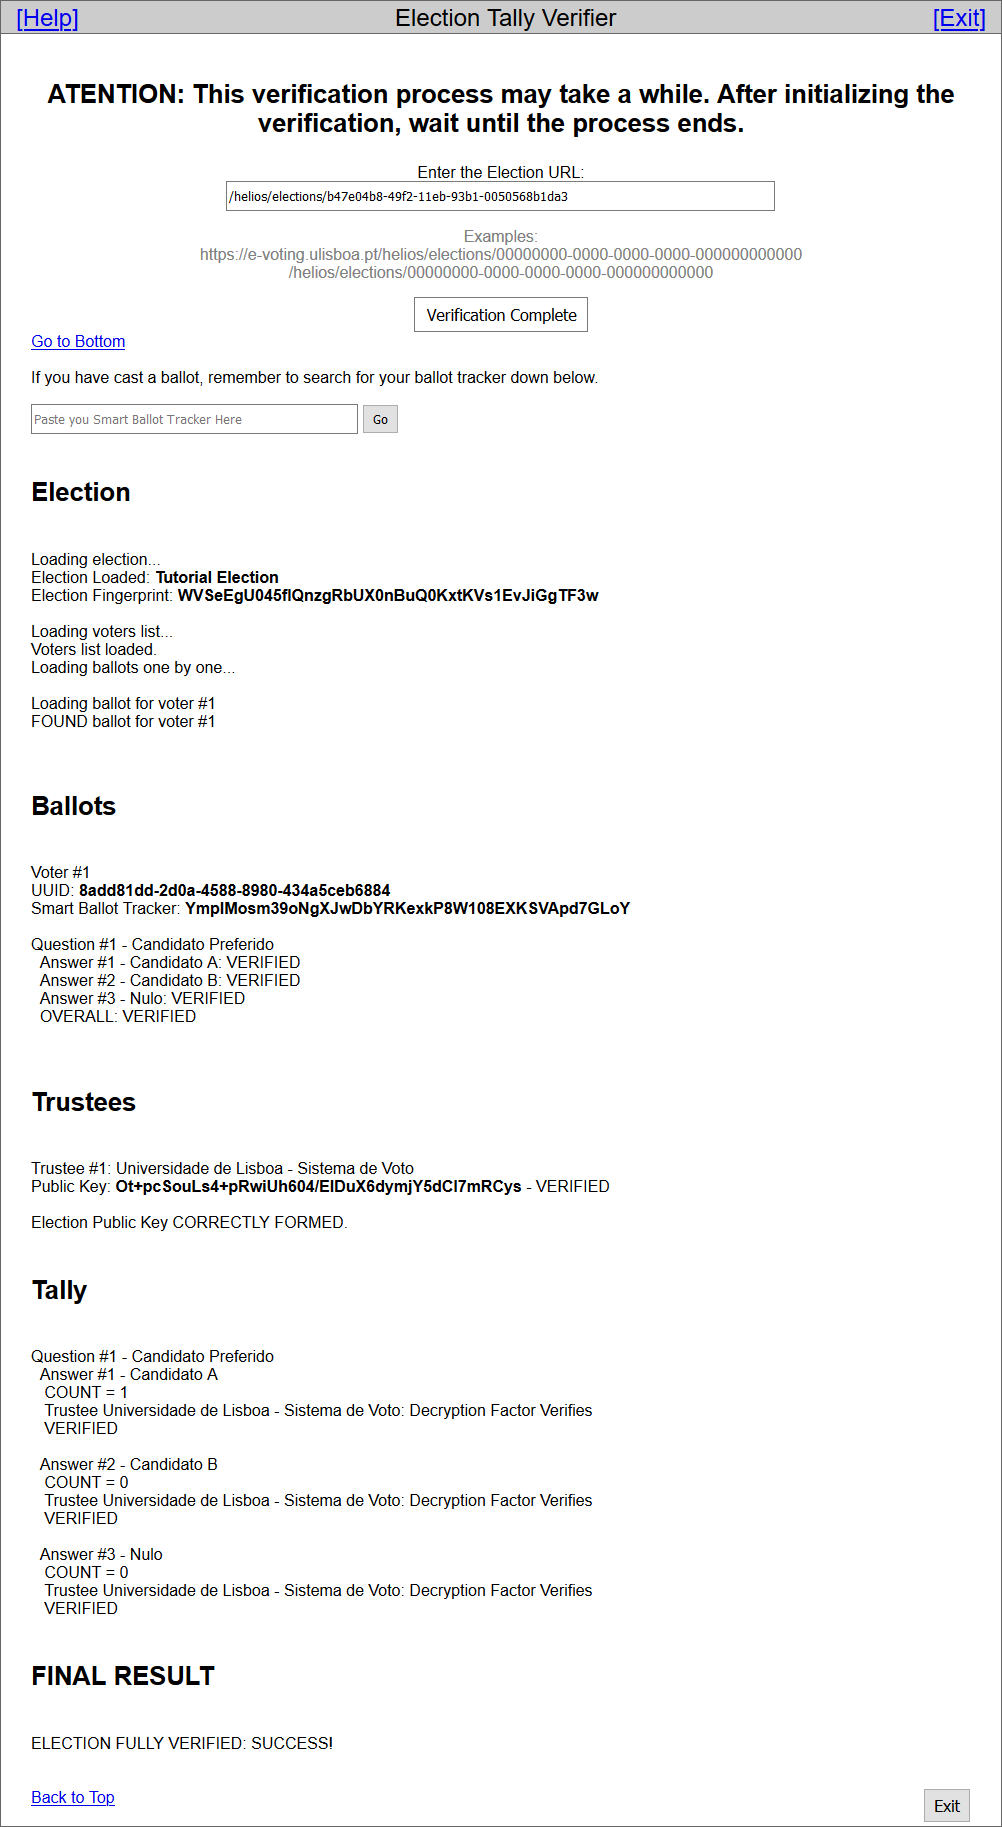 [Help] Election Tally Verifier [Exit]
ATENTION: This verification process may take a while. After initializing the
verification, wait until the process ends.
Enter the Election URL:
/helios/elections/b47e04b8-49f2-11eb-93b1-0050568b1da3
Examples:
https://e-voting.ulisboa.pt/helios/elections/00000000-0000-0000-0000-000000000000
/helios/elections/00000000-0000-0000-0000-000000000000
Verification Complete
Go to Bottom
If you have cast a ballot, remember to search for your ballot tracker down below.
Paste you Smart Ballot Tracker Here Go
Election
Loading election...
Election Loaded: Tutorial Election
Election Fingerprint: WVSeEgU045flQnzgRbUX0nBuQ0KxtKVs1EvJiGgTF3w
Loading voters list...
Voters list loaded.
Loading ballots one by one...
Loading ballot for voter #1
FOUND ballot for voter #1
Ballots
Voter #1
UUID: 8add81dd-2d0a-4588-8980-434a5ceb6884
Smart Ballot Tracker: YmplMosm39oNgXJwDbYRKexkP8W108EXKSVApd7GLoY
Question #1 - Candidato Preferido
Answer #1 - Candidato A: VERIFIED
Answer #2 - Candidato B: VERIFIED
Answer #3 - Nulo: VERIFIED
OVERALL: VERIFIED
Trustees
Trustee #1: Universidade de Lisboa - Sistema de Voto
Public Key: Ot+pcSouLs4+pRwiUh604/ElDuX6dymjY5dCl7mRCys - VERIFIED
Election Public Key CORRECTLY FORMED.
Tally
Question #1 - Candidato Preferido
Answer #1 - Candidato A
COUNT = 1
Trustee Universidade de Lisboa - Sistema de Voto: Decryption Factor Verifies
VERIFIED
Answer #2 - Candidato B
COUNT = 0
Trustee Universidade de Lisboa - Sistema de Voto: Decryption Factor Verifies
VERIFIED
Answer #3 - Nulo
COUNT = 0
Trustee Universidade de Lisboa - Sistema de Voto: Decryption Factor Verifies
VERIFIED
FINAL RESULT
ELECTION FULLY VERIFIED: SUCCESS!
Back to Top Exit